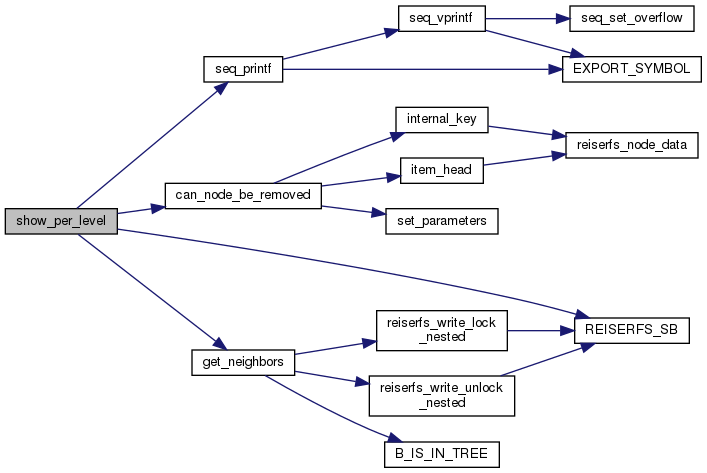 seq_vprintf
seq_set_overflow
seq_printf
EXPORT_SYMBOL
internal_key
reiserfs_node_data
item_head
can_node_be_removed
set_parameters
show_per_level
reiserfs_write_lock
_nested
REISERFS_SB
get_neighbors
reiserfs_write_unlock
_nested
B_IS_IN_TREE